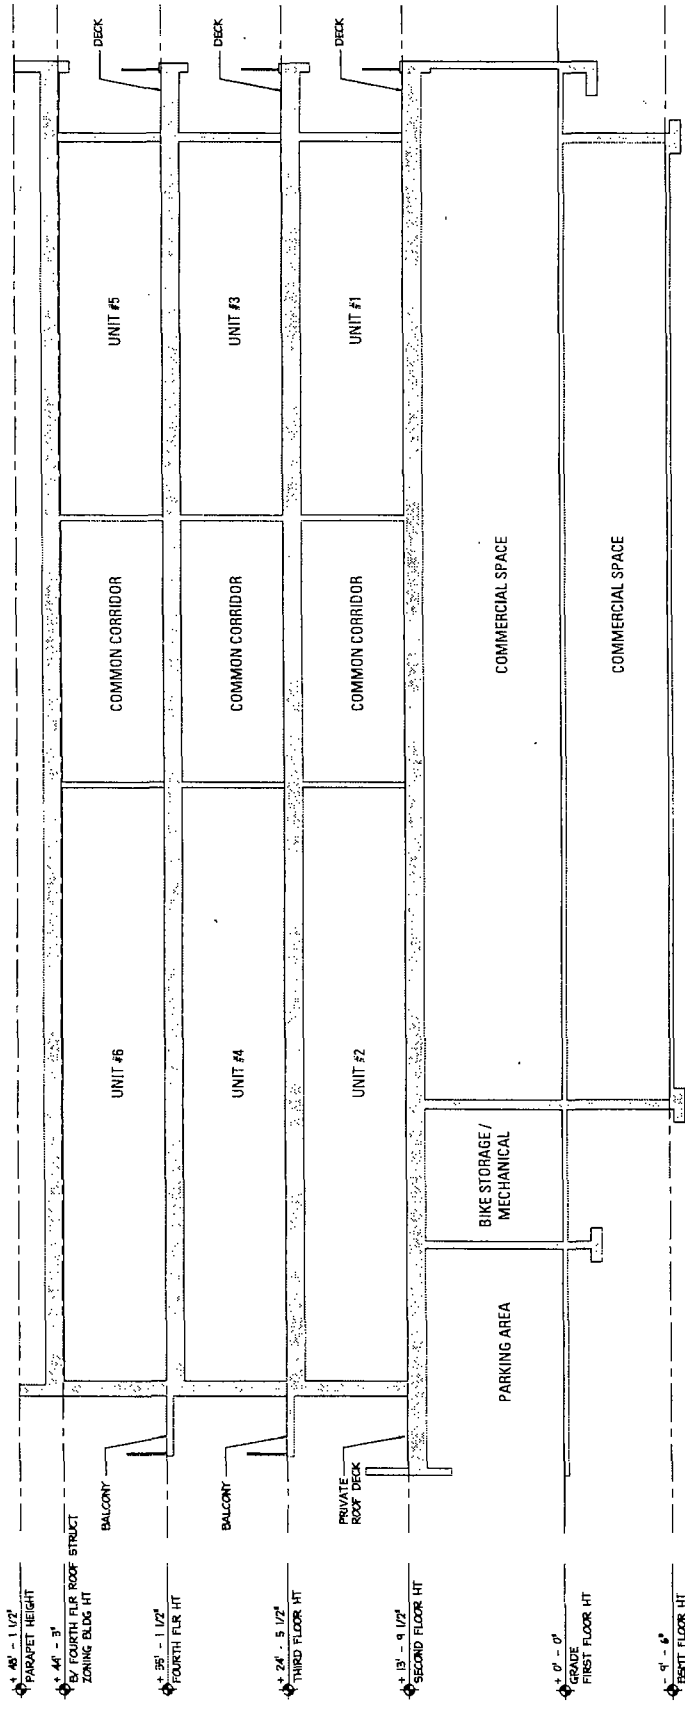 + 48' - 1 1/2"
PARAPET HEIGHT
+ 44' - 3"
B/ FOURTH FLR ROOF STRUCT
ZONING BLDG HT
BALCONY
UNIT #6
COMMON CORRIDOR
UNIT #5
DECK
+ 35' - 1 1/2"
FOURTH FLR HT
BALCONY
UNIT #4
COMMON CORRIDOR
UNIT #3
DECK
+ 24' - 5 1/2"
THIRD FLOOR HT
PRIVATE
ROOF DECK
UNIT #2
COMMON CORRIDOR
UNIT #1
DECK
+ 13' - 9 1/2"
SECOND FLOOR HT
PARKING AREA
BIKE STORAGE /
MECHANICAL
COMMERCIAL SPACE
+ 0' - 0"
GRADE
FIRST FLOOR HT
COMMERCIAL SPACE
- 9' - 6"
BSMT FLOOR HT